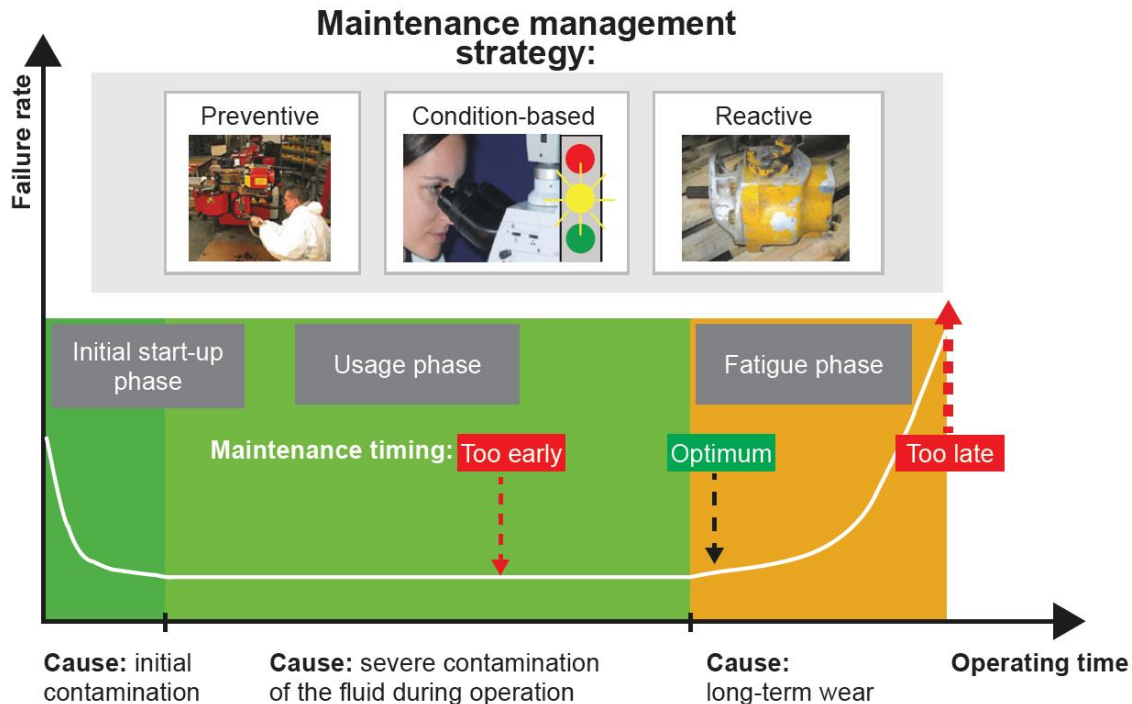 Maintenance management
strategy:
Failure rate
Preventive
Condition-based
Reactive
Initial start-up
phase
Usage phase
Fatigue phase
Maintenance timing:
Too early
Optimum
Too late
Cause: initial
contamination
Cause: severe contamination
of the fluid during operation
Cause:
long-term wear
Operating time